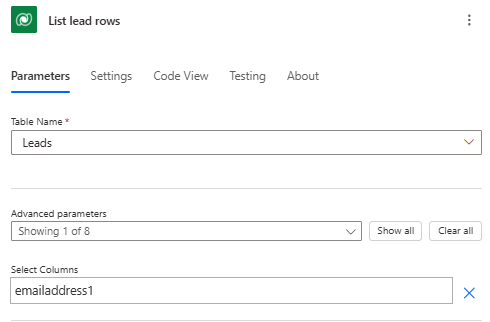 List lead rows
Parameters Settings Code View Testing About
Table Name *
Leads
Advanced parameters
Showing 1 of 8 Show all Clear all
Select Columns
emailaddress1